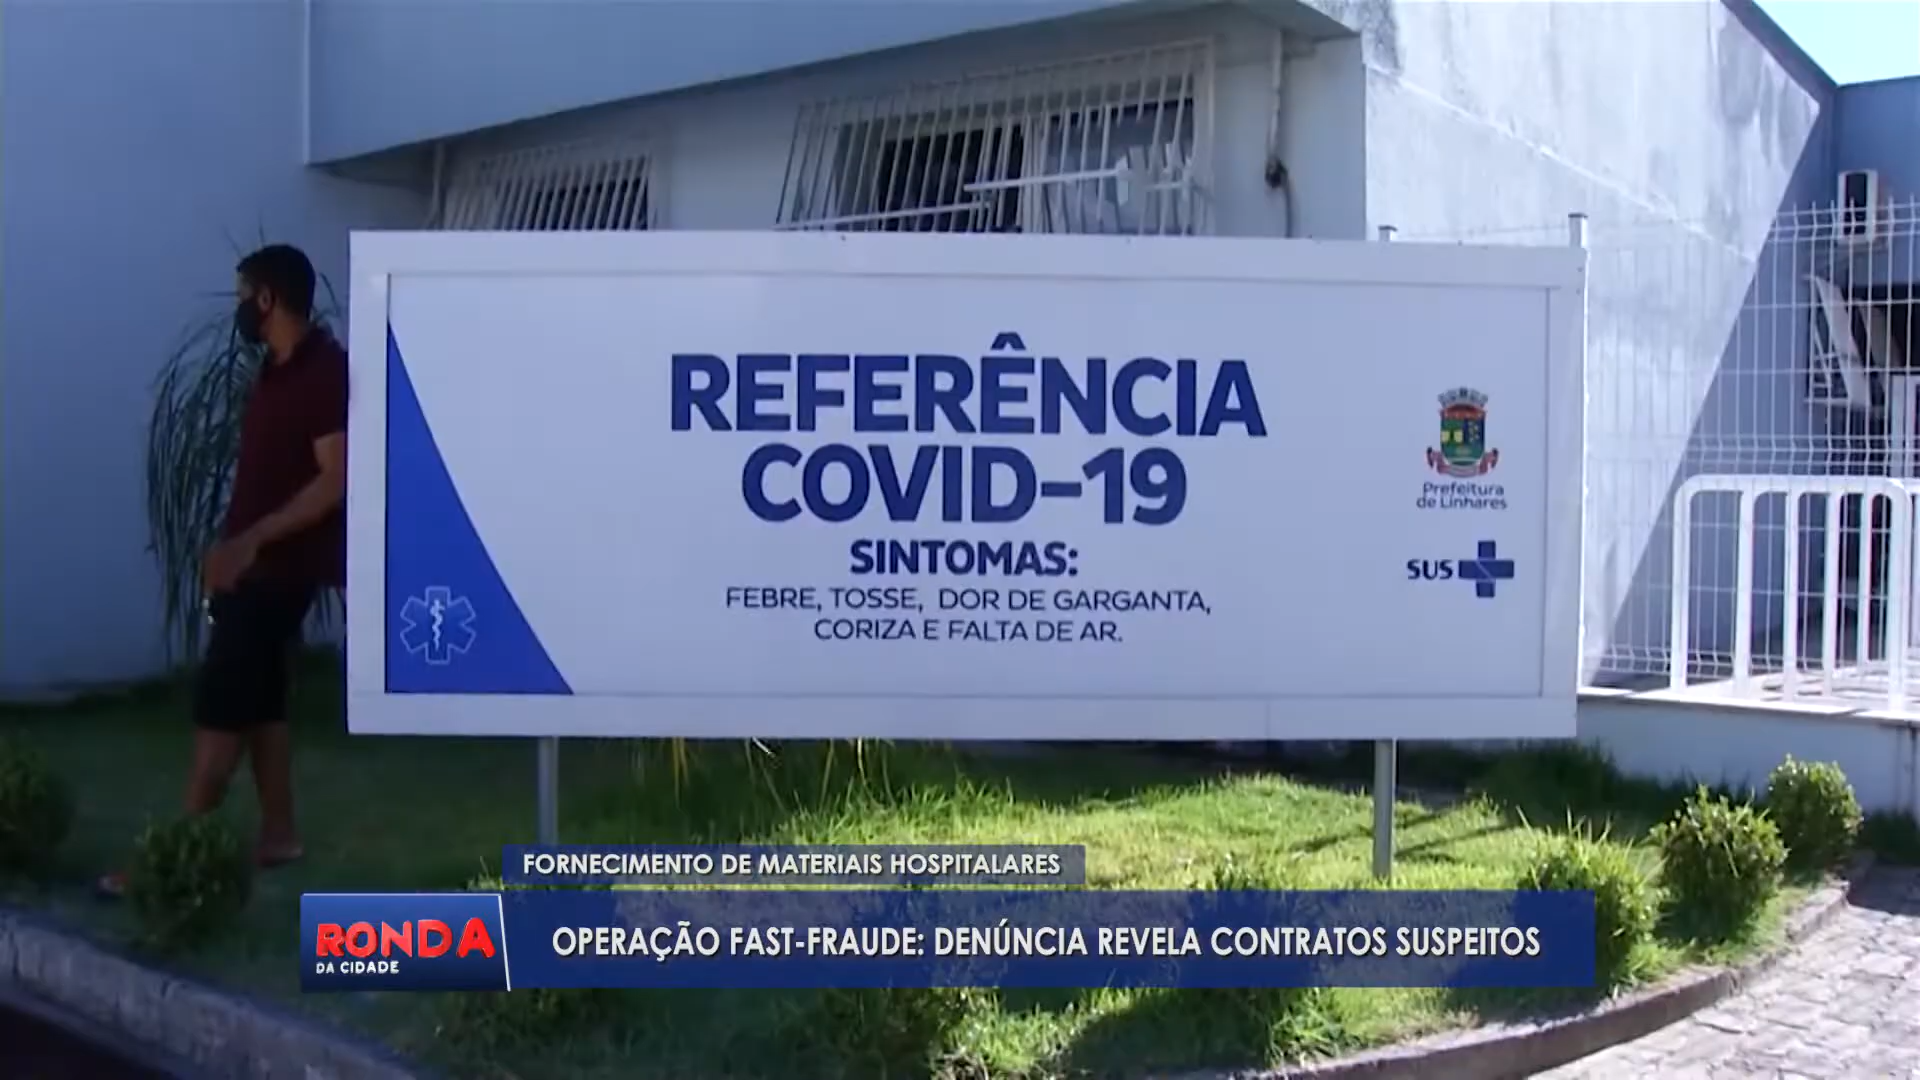 REFERÊNCIA
COVID-19
SINTOMAS:
FEBRE, TOSSE, DOR DE GARGANTA,
CORIZA E FALTA DE AR.
Prefeitura
de Linhares
SUS
FORNECIMENTO DE MATERIAIS HOSPITALARES
RONDA
DA CIDADE
OPERAÇÃO FAST-FRAUDE: DENÚNCIA REVELA CONTRATOS SUSPEITOS